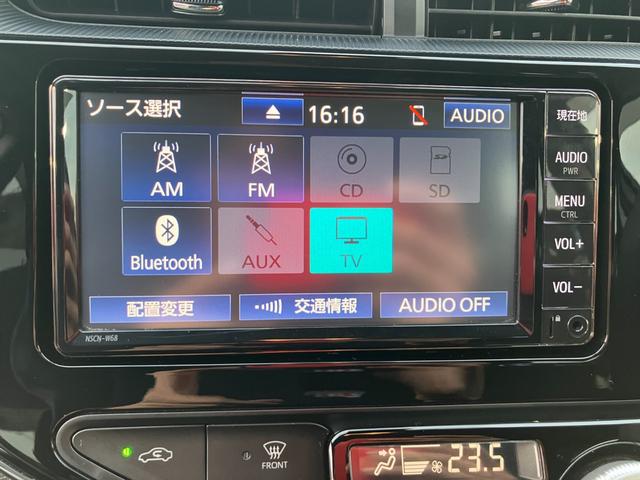 ソース選択
16:16
AUDIO
現在地
AM
FM
CD
SD
AUDIO
PWR
MENU
CTRL
Bluetooth
AUX
TV
VOL+
VOL−
配置変更
交通情報
AUDIO OFF
NSCN-W68
FRONT
23.5